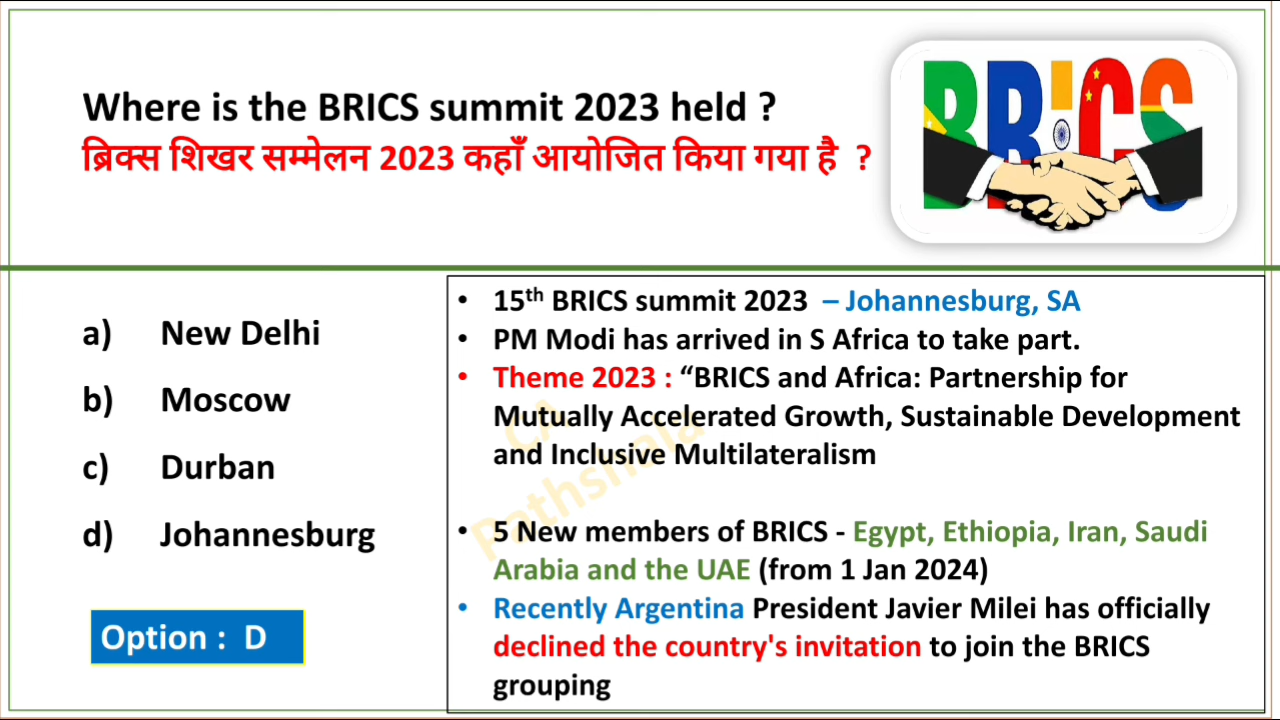 Where is the BRICS summit 2023 held ?
ब्रिक्स शिखर सम्मेलन 2023 कहाँ आयोजित किया गया है ?
BRICS
a) New Delhi
b) Moscow
c) Durban
d) Johannesburg
Option : D
• 15th BRICS summit 2023 – Johannesburg, SA
• PM Modi has arrived in S Africa to take part.
• Theme 2023 : “BRICS and Africa: Partnership for
Mutually Accelerated Growth, Sustainable Development
and Inclusive Multilateralism
• 5 New members of BRICS - Egypt, Ethiopia, Iran, Saudi
Arabia and the UAE (from 1 Jan 2024)
• Recently Argentina President Javier Milei has officially
declined the country's invitation to join the BRICS
grouping
CA
Pathshala